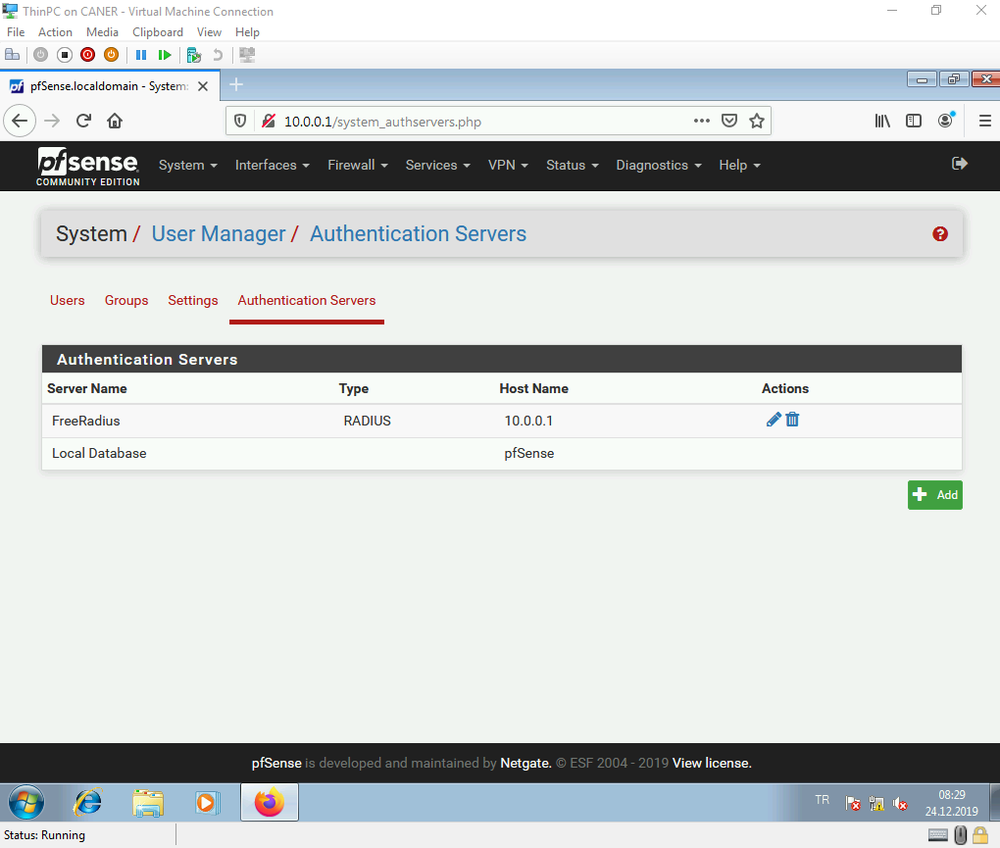 ThinPC on CANER - Virtual Machine Connection
File Action Media Clipboard View Help
pfSense.localdomain - System:
10.0.0.1/system_authservers.php
pfsense
COMMUNITY EDITION
System Interfaces Firewall Services VPN Status Diagnostics Help
System / User Manager / Authentication Servers
Users Groups Settings Authentication Servers
Authentication Servers
Server Name Type Host Name Actions
FreeRadius RADIUS 10.0.0.1
Local Database pfSense
Add
pfSense is developed and maintained by Netgate. © ESF 2004 - 2019 View license.
TR
08:29
24.12.2019
Status: Running